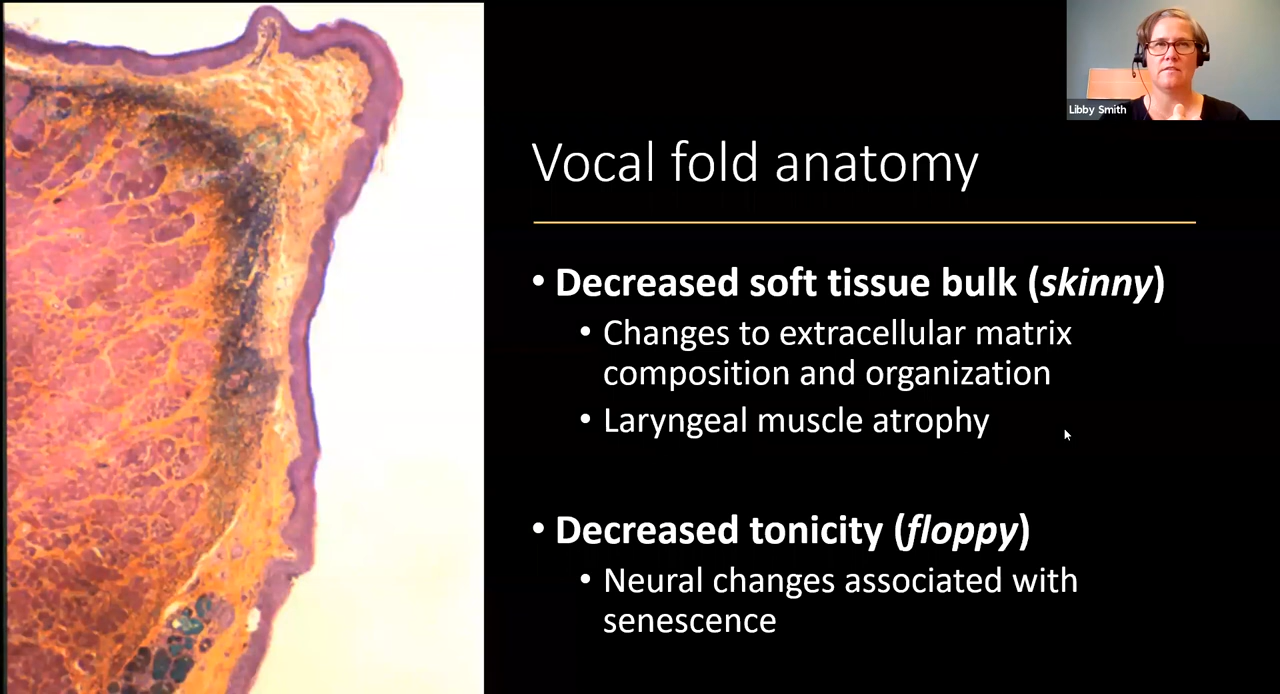 Libby Smith
Vocal fold anatomy
• Decreased soft tissue bulk (skinny)
• Changes to extracellular matrix
composition and organization
• Laryngeal muscle atrophy
• Decreased tonicity (floppy)
• Neural changes associated with
senescence